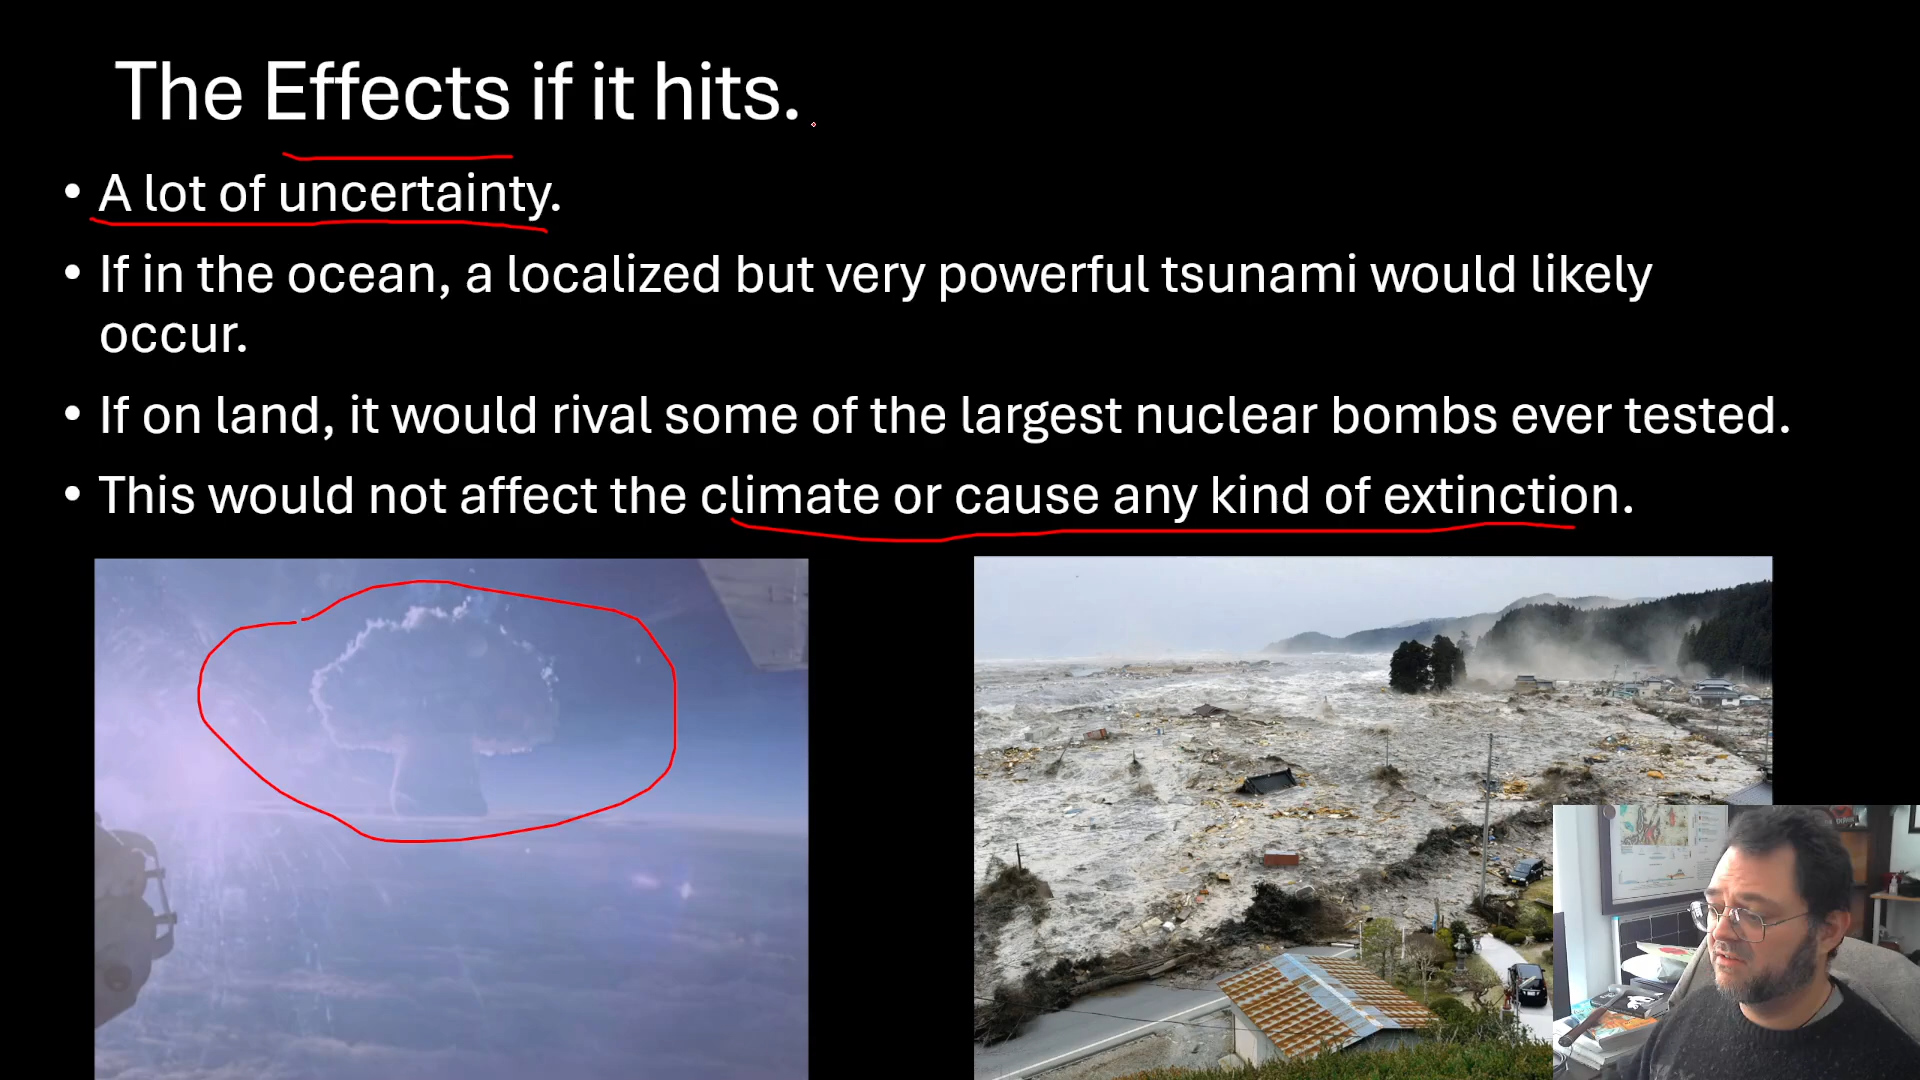 The Effects if it hits.
• A lot of uncertainty.
• If in the ocean, a localized but very powerful tsunami would likely
occur.
• If on land, it would rival some of the largest nuclear bombs ever tested.
• This would not affect the climate or cause any kind of extinction.